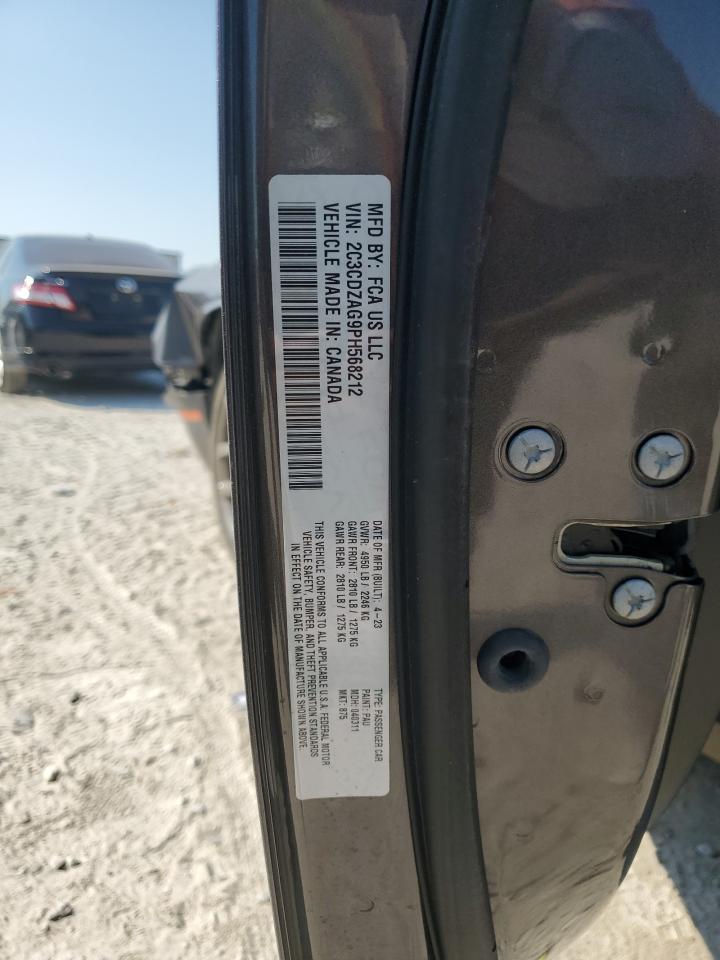 MFD BY: FCA US LLC
VIN: 2C3CDZAG9PH568212
VEHICLE MADE IN: CANADA
DATE OF MFR (BUILT): 4-23
GVWR: 4950 LB / 2246 KG
GAWR FRONT: 2810 LB / 1275 KG
GAWR REAR: 2810 LB / 1275 KG
TYPE: PASSENGER CAR
PAINT: PAU
MDH: 040311
MKT: 875
THIS VEHICLE CONFORMS TO ALL APPLICABLE U.S.A. FEDERAL MOTOR
VEHICLE SAFETY, BUMPER, AND THEFT PREVENTION STANDARDS
IN EFFECT ON THE DATE OF MANUFACTURE SHOWN ABOVE.